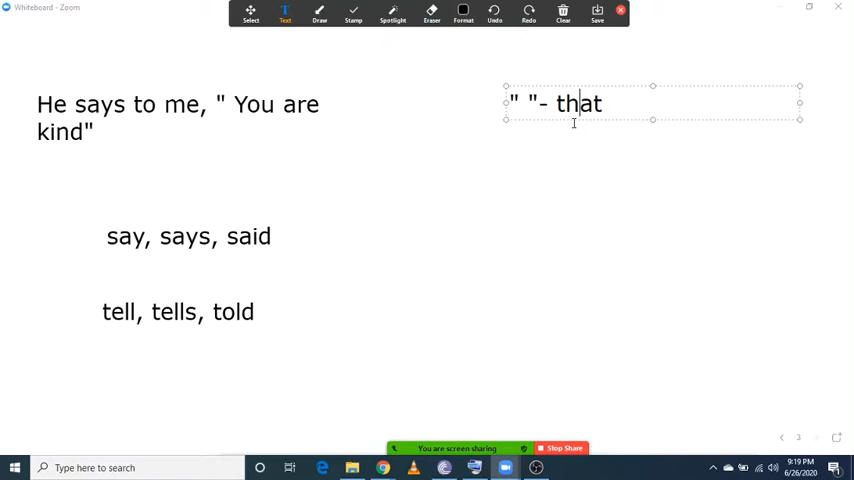 Whiteboard - Zoom
Select Text Draw Stamp Spotlight Eraser Format Undo Redo Clear Save
He says to me, " You are
kind"
" "- that
say, says, said
tell, tells, told
3
You are screen sharing Stop Share
Type here to search
9:19 PM
6/26/2020